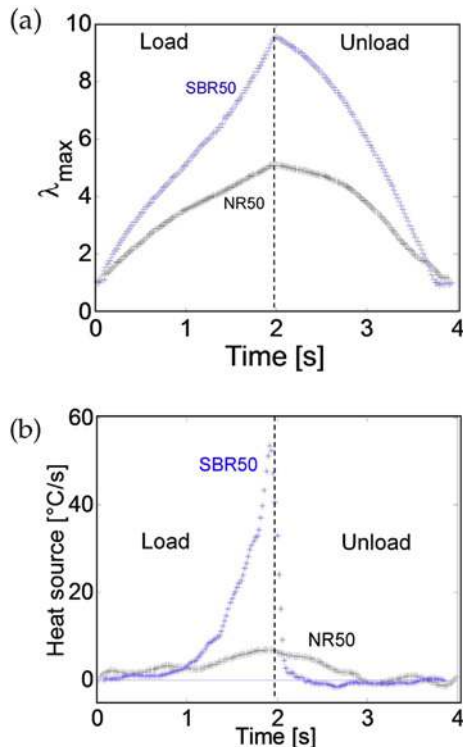 (a)
10
Load
Unload
SBR50
8
6
λmax
4
NR50
2
0
0 1 2 3 4
Time [s]
(b)
60
SBR50
40
Load
Unload
Heat source [°C/s]
20
NR50
0
0 1 2 3 4
Time [s]